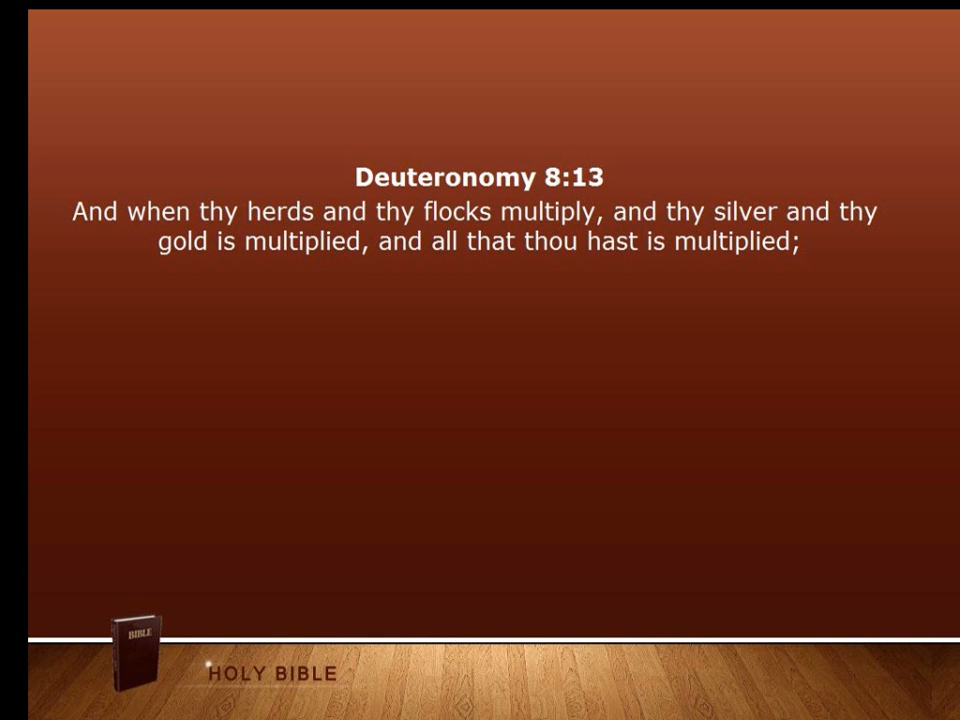 Deuteronomy 8:13
And when thy herds and thy flocks multiply, and thy silver and thy
gold is multiplied, and all that thou hast is multiplied;
BIBLE
HOLY BIBLE